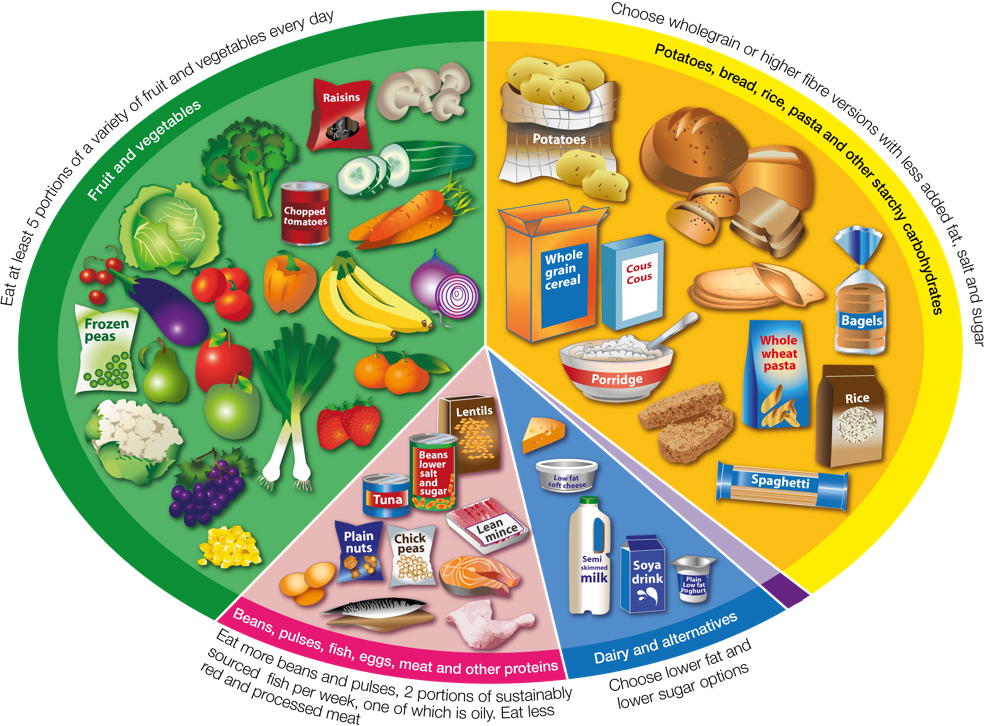 Eat at least 5 portions of a variety of fruit and vegetables every day
Fruit and vegetables
Raisins
Chopped
tomatoes
Frozen
peas
Choose wholegrain or higher fibre versions with less added fat, salt and sugar
Potatoes, bread, rice, pasta and other starchy carbohydrates
Potatoes
Whole
grain
cereal
Cous
Cous
Bagels
Porridge
Whole
wheat
pasta
Rice
Spaghetti
Lentils
Beans
lower
salt
and
sugar
Tuna
Lean
mince
Plain
nuts
Chick
peas
Beans, pulses, fish, eggs, meat and other proteins
Eat more beans and pulses, 2 portions of sustainably
sourced fish per week, one of which is oily. Eat less
red and processed meat
Low fat
soft cheese
Semi
skimmed
milk
Soya
drink
Plain
Low fat
yoghurt
Dairy and alternatives
Choose lower fat and
lower sugar options